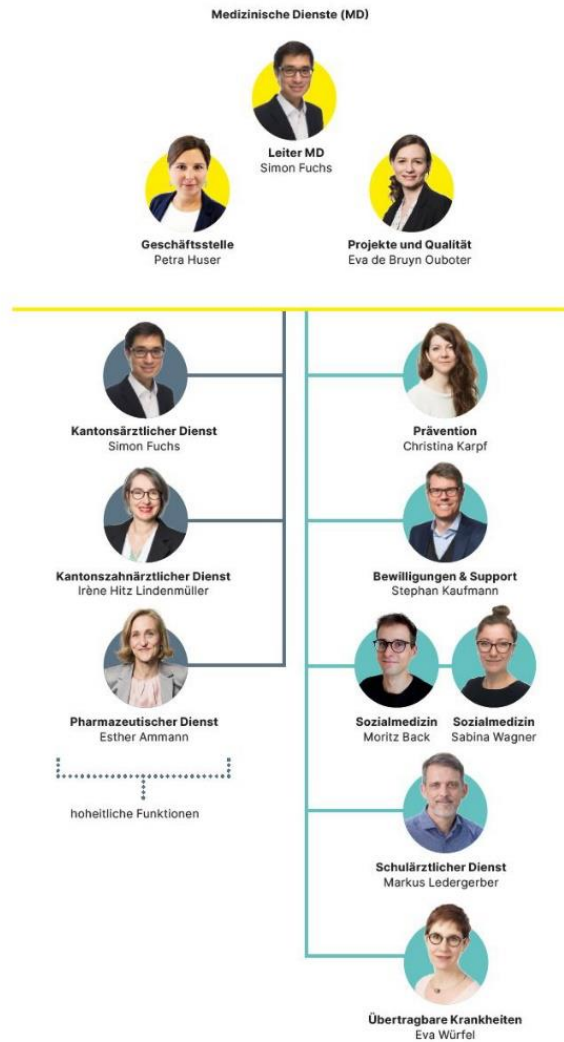 Medizinische Dienste (MD)
Leiter MD
Simon Fuchs
Geschäftsstelle
Petra Huser
Projekte und Qualität
Eva de Bruyn Ouboter
Kantonsärztlicher Dienst
Simon Fuchs
Prävention
Christina Karpf
Kantonszahnärztlicher Dienst
Irène Hitz Lindenmüller
Bewilligungen & Support
Stephan Kaufmann
Pharmazeutischer Dienst
Esther Ammann
Sozialmedizin
Moritz Back
Sozialmedizin
Sabina Wagner
hoheitliche Funktionen
Schulärztlicher Dienst
Markus Ledergerber
Übertragbare Krankheiten
Eva Würfel